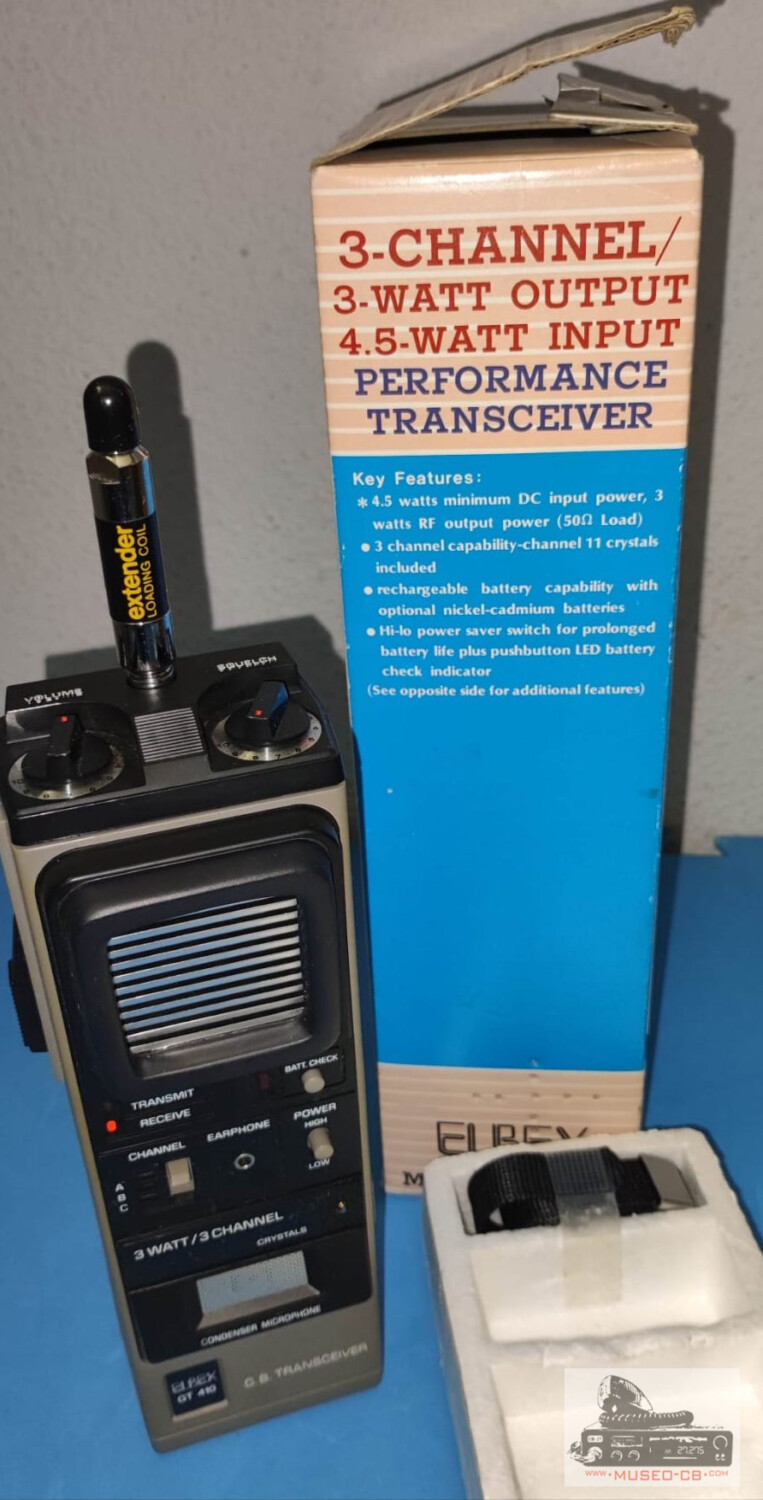 3-CHANNEL/
3-WATT OUTPUT
4.5-WATT INPUT
PERFORMANCE
TRANSCEIVER
Key Features:
* 4.5 watts minimum DC input power, 3
watts RF output power (50Ω Load)
• 3 channel capability-channel 11 crystals
included
• rechargeable battery capability with
optional nickel-cadmium batteries
• Hi-lo power saver switch for prolonged
battery life plus pushbutton LED battery
check indicator
(See opposite side for additional features)
ELBEX
extender
LOADING COIL
VOLUME
SQUELCH
BATT. CHECK
TRANSMIT
RECEIVE
POWER
HIGH
LOW
EARPHONE
CHANNEL
A
B
C
3 WATT / 3 CHANNEL
CRYSTALS
CONDENSER MICROPHONE
ELBEX
GT 410
C. B. TRANSCEIVER
27.275
WWW.MUSEO-CB.COM